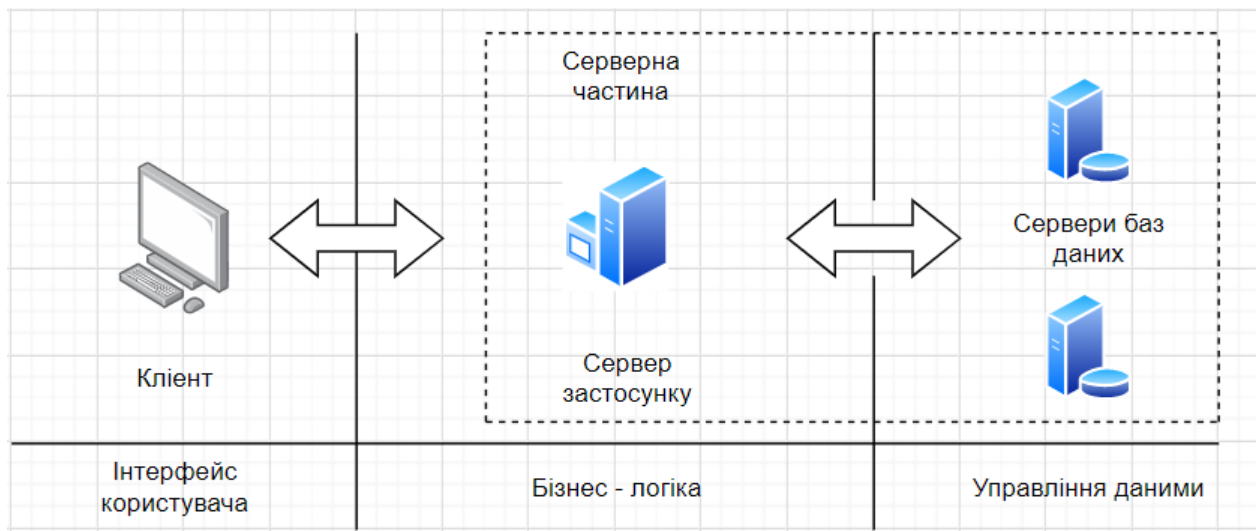 Серверна
частина
Сервери баз
даних
Клієнт
Сервер
застосунку
Інтерфейс
користувача
Бізнес - логіка
Управління даними